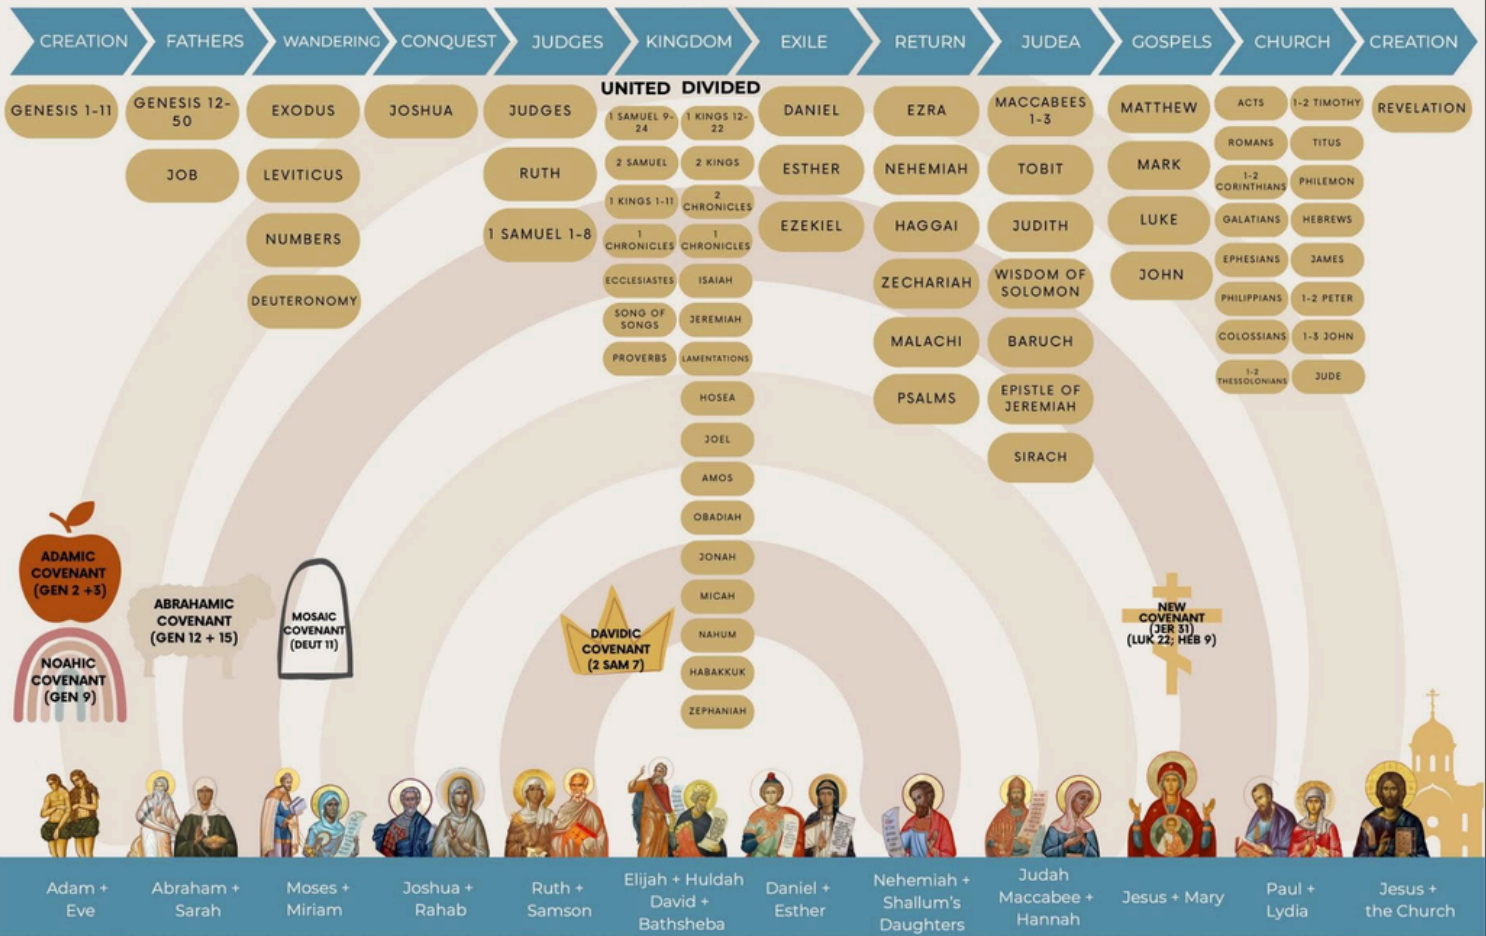 CREATION
FATHERS
WANDERING
CONQUEST
JUDGES
KINGDOM
EXILE
RETURN
JUDEA
GOSPELS
CHURCH
CREATION
GENESIS 1-11
GENESIS 12-
50
JOB
EXODUS
LEVITICUS
NUMBERS
DEUTERONOMY
JOSHUA
JUDGES
RUTH
1 SAMUEL 1-8
UNITED
1 SAMUEL 9-
24
2 SAMUEL
1 KINGS 1-11
1
CHRONICLES
ECCLESIASTES
SONG OF
SONGS
PROVERBS
DIVIDED
1 KINGS 12-
22
2 KINGS
2
CHRONICLES
1
CHRONICLES
ISAIAH
JEREMIAH
LAMENTATIONS
HOSEA
JOEL
AMOS
OBADIAH
JONAH
MICAH
NAHUM
HABAKKUK
ZEPHANIAH
DANIEL
ESTHER
EZEKIEL
EZRA
NEHEMIAH
HAGGAI
ZECHARIAH
MALACHI
PSALMS
MACCABEES
1-3
TOBIT
JUDITH
WISDOM OF
SOLOMON
BARUCH
EPISTLE OF
JEREMIAH
SIRACH
MATTHEW
MARK
LUKE
JOHN
ACTS
ROMANS
1-2
CORINTHIANS
GALATIANS
EPHESIANS
PHILIPPIANS
COLOSSIANS
1-2
THESSOLONIANS
1-2 TIMOTHY
TITUS
PHILEMON
HEBREWS
JAMES
1-2 PETER
1-3 JOHN
JUDE
REVELATION
ADAMIC
COVENANT
(GEN 2 +3)
NOAHIC
COVENANT
(GEN 9)
ABRAHAMIC
COVENANT
(GEN 12 + 15)
MOSAIC
COVENANT
(DEUT 11)
DAVIDIC
COVENANT
(2 SAM 7)
NEW
COVENANT
(JER 31)
(LUK 22; HEB 9)
Adam +
Eve
Abraham +
Sarah
Moses +
Miriam
Joshua +
Rahab
Ruth +
Samson
Elijah + Huldah
David +
Bathsheba
Daniel +
Esther
Nehemiah +
Shallum's
Daughters
Judah
Maccabee +
Hannah
Jesus + Mary
Paul +
Lydia
Jesus +
the Church